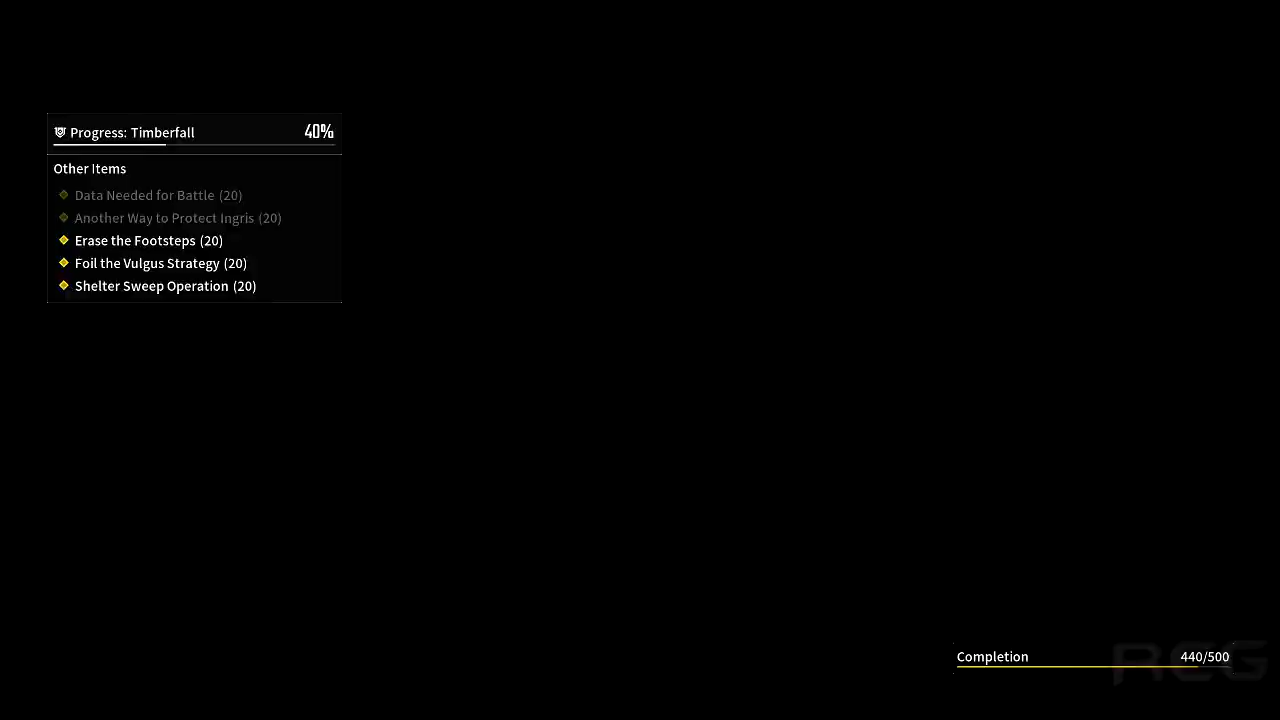 Progress: Timberfall 40%
Other Items
Data Needed for Battle (20)
Another Way to Protect Ingris (20)
Erase the Footsteps (20)
Foil the Vulgus Strategy (20)
Shelter Sweep Operation (20)
Completion 440/500
RCG